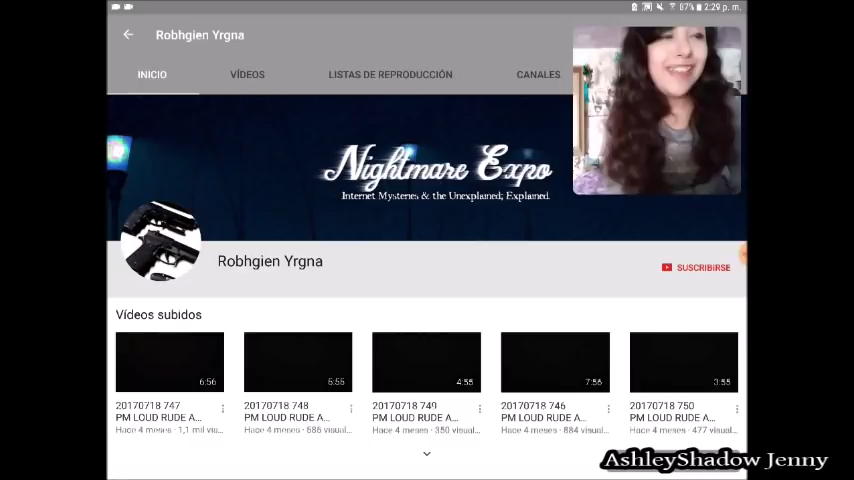 87% 2:29 p. m.
Robhgien Yrgna
INICIO VÍDEOS LISTAS DE REPRODUCCIÓN CANALES
Nightmare Expo
Internet Mysteries & the Unexplained; Explained.
Robhgien Yrgna
SUSCRIBIRSE
Vídeos subidos
6:56 5:55 4:55 7:56 3:55
20170718 747 20170718 748 20170718 749 20170718 746 20170718 750
PM LOUD RUDE A... PM LOUD RUDE A... PM LOUD RUDE A... PM LOUD RUDE A... PM LOUD RUDE A...
Hace 4 meses · 1,1 mil vis... Hace 4 meses · 586 visual... Hace 4 meses · 350 visual... Hace 4 meses · 884 visual... Hace 4 meses · 477 visual...
AshleyShadow Jenny